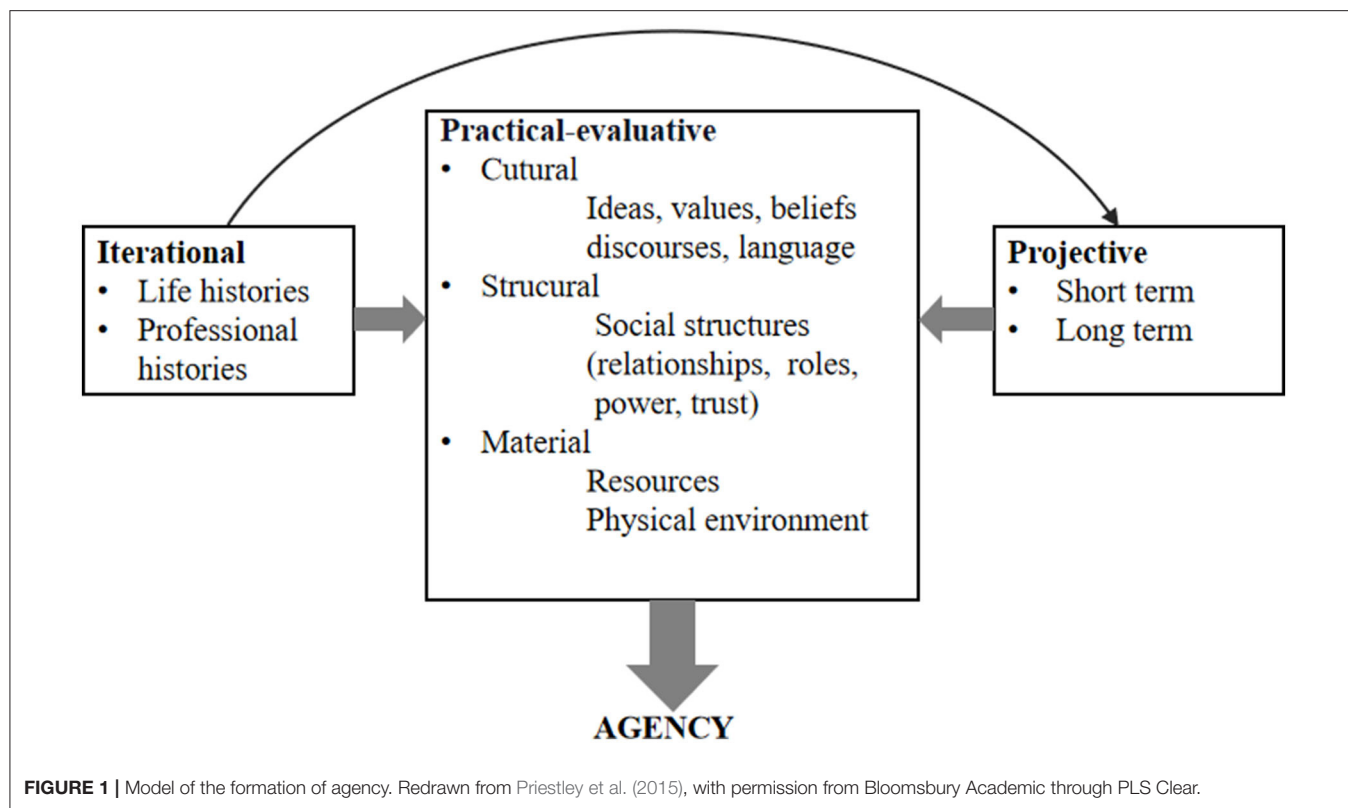 Practical-evaluative
• Cutural
Ideas, values, beliefs
discourses, language
• Strucural
Social structures
(relationships, roles,
power, trust)
• Material
Resources
Physical environment
Iterational
• Life histories
• Professional
histories
Projective
• Short term
• Long term
AGENCY
FIGURE 1 | Model of the formation of agency. Redrawn from Priestley et al. (2015), with permission from Bloomsbury Academic through PLS Clear.